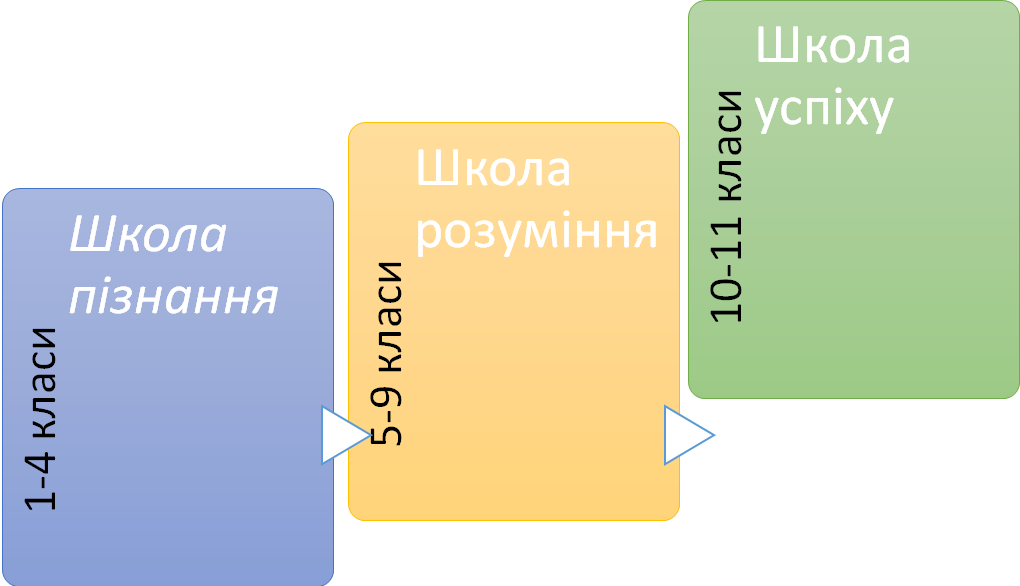 Школа
пізнання
1-4 класи
Школа
розуміння
5-9 класи
Школа
успіху
10-11 класи